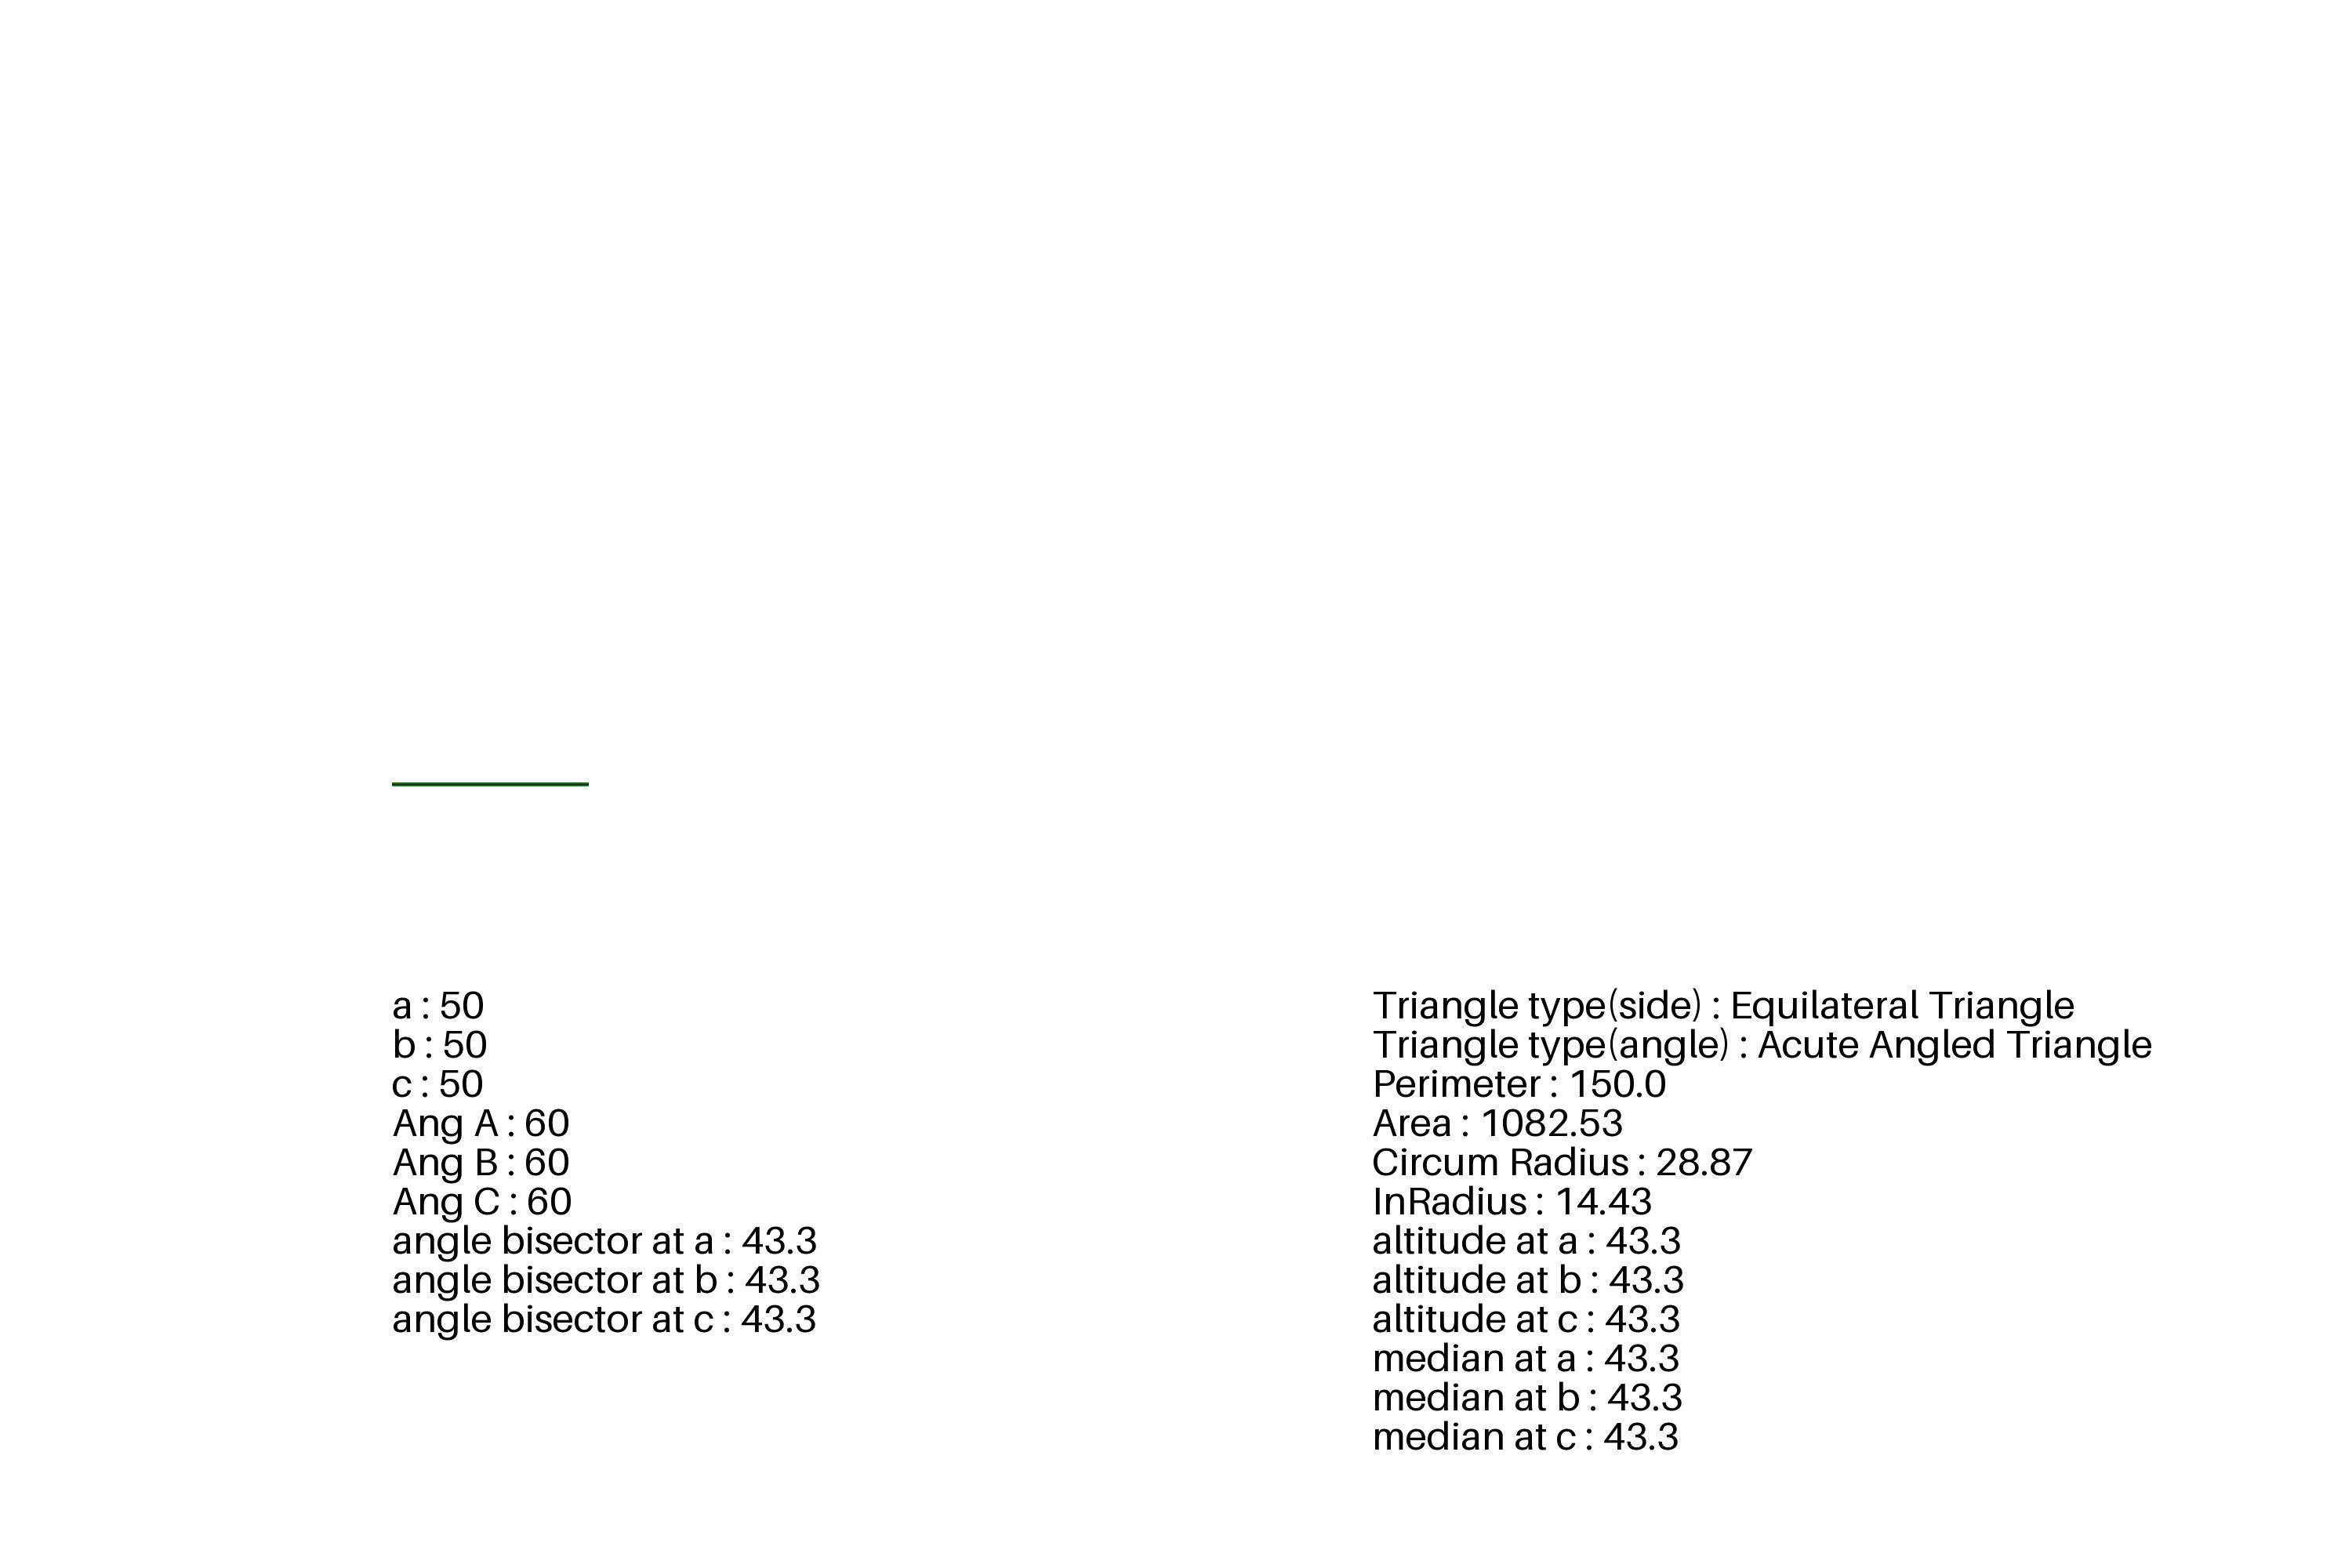 a : 50
b : 50
c : 50
Ang A : 60
Ang B : 60
Ang C : 60
angle bisector at a : 43.3
angle bisector at b : 43.3
angle bisector at c : 43.3
Triangle type(side) : Equilateral Triangle
Triangle type(angle) : Acute Angled Triangle
Perimeter : 150.0
Area : 1082.53
Circum Radius : 28.87
InRadius : 14.43
altitude at a : 43.3
altitude at b : 43.3
altitude at c : 43.3
median at a : 43.3
median at b : 43.3
median at c : 43.3